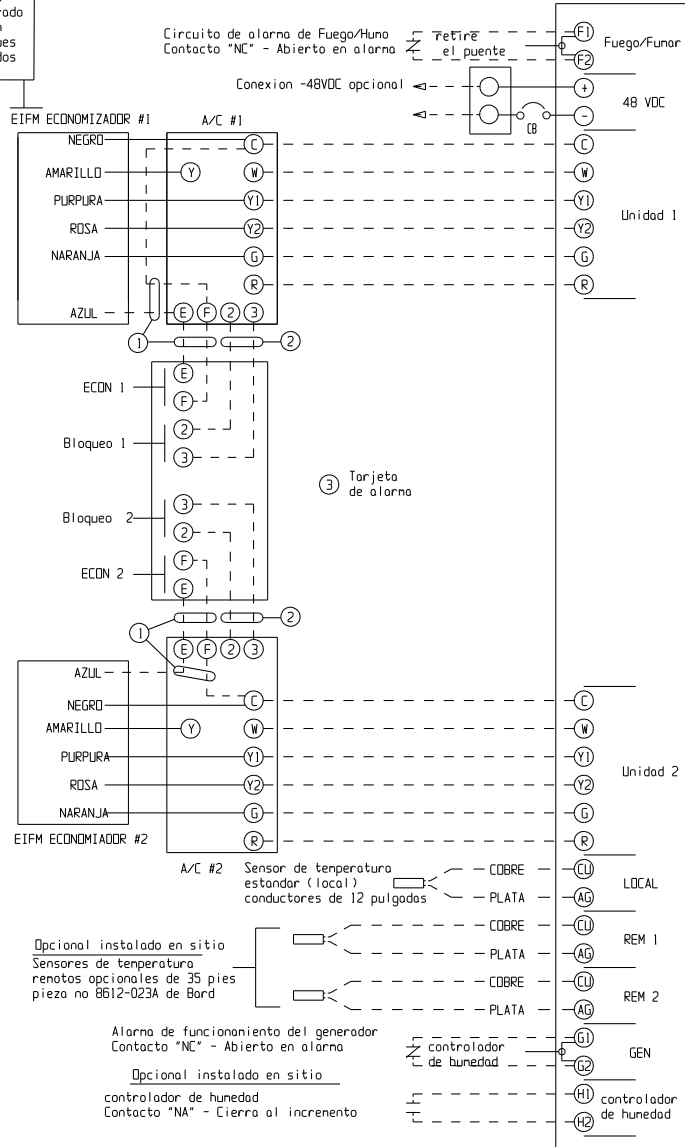 Circuito de alarma de Fuego/Humo
Contacto "NC" - Abierto en alarma
retire
el puente
F1
F2
Fuego/Fumar
Conexion -48VDC opcional
+
-
CB
48 VDC
EIFM ECONOMIZADOR #1
A/C #1
NEGRO
AMARILLO
PURPURA
ROSA
NARANJA
AZUL
Y
C
W
Y1
Y2
G
R
E
F
2
3
C
W
Y1
Y2
G
R
Unidad 1
1
2
ECON 1
E
F
Bloqueo 1
2
3
Bloqueo 2
3
2
ECON 2
F
E
3
Tarjeta
de alarma
1
2
E
F
2
3
AZUL
NEGRO
AMARILLO
PURPURA
ROSA
NARANJA
EIFM ECONOMIADOR #2
Y
C
W
Y1
Y2
G
R
A/C #2
C
W
Y1
Y2
G
R
Unidad 2
Sensor de temperatura
estandar (local)
conductores de 12 pulgadas
COBRE
PLATA
CU
AG
LOCAL
Opcional instalado en sitio
Sensores de temperatura
remotos opcionales de 35 pies
pieza no 8612-023A de Bard
COBRE
PLATA
CU
AG
REM 1
COBRE
PLATA
CU
AG
REM 2
Alarma de funcionamiento del generador
Contacto "NC" - Abierto en alarma
controlador
de humedad
G1
G2
GEN
Opcional instalado en sitio
controlador de humedad
Contacto "NA" - Cierra al incremento
H1
H2
controlador
de humedad